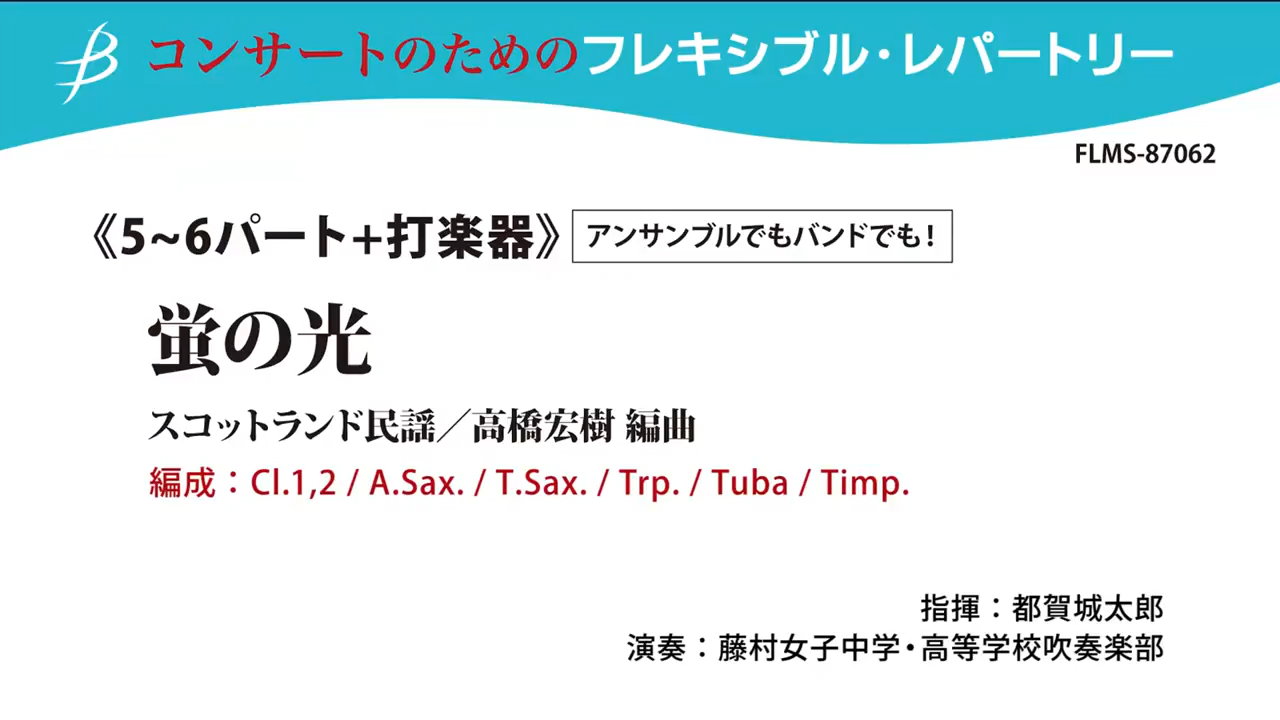 コンサートのためのフレキシブル・レパートリー
FLMS-87062
《5~6パート+打楽器》 アンサンブルでもバンドでも!
蛍の光
スコットランド民謡/高橋宏樹 編曲
編成:Cl.1,2 / A.Sax. / T.Sax. / Trp. / Tuba / Timp.
指揮:都賀城太郎
演奏:藤村女子中学・高等学校吹奏楽部